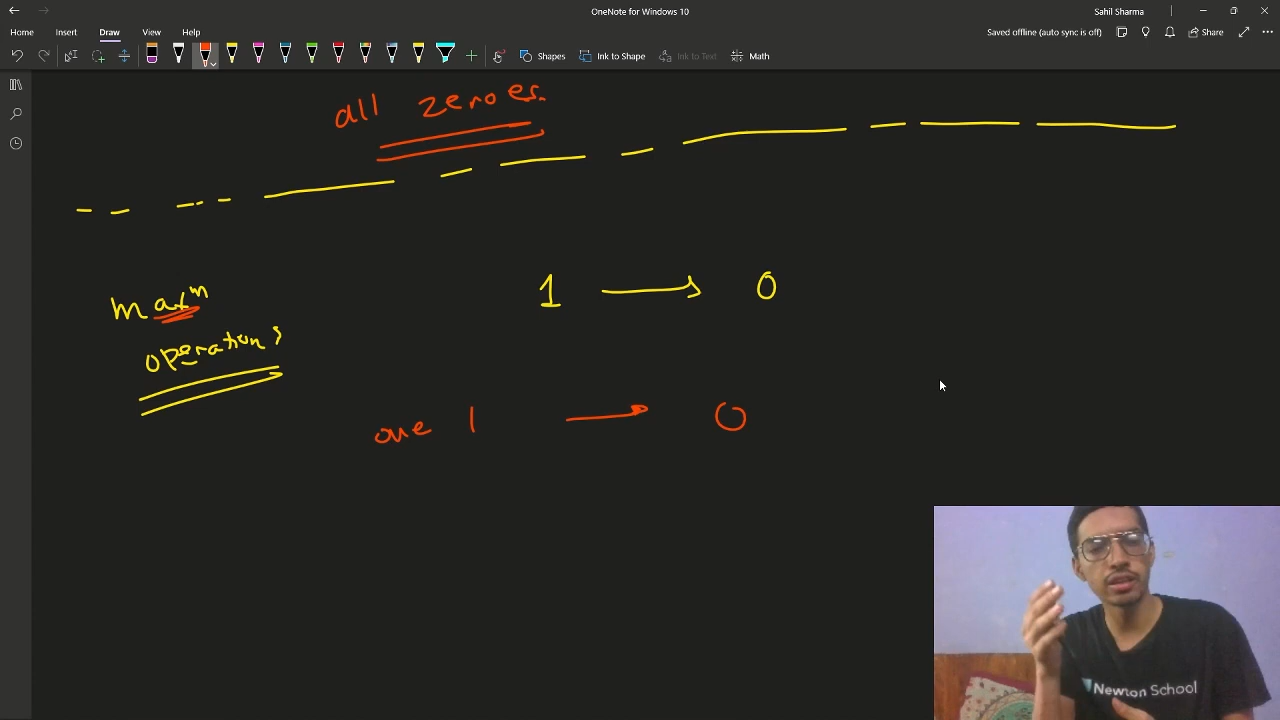 OneNote for Windows 10
Sahil Sharma
Home Insert Draw View Help
Saved offline (auto sync is off)
Share
Shapes
Ink to Shape
Ink to Text
Math
all zeroes.
maxm
operations
1 → 0
one 1 → 0
Newton School